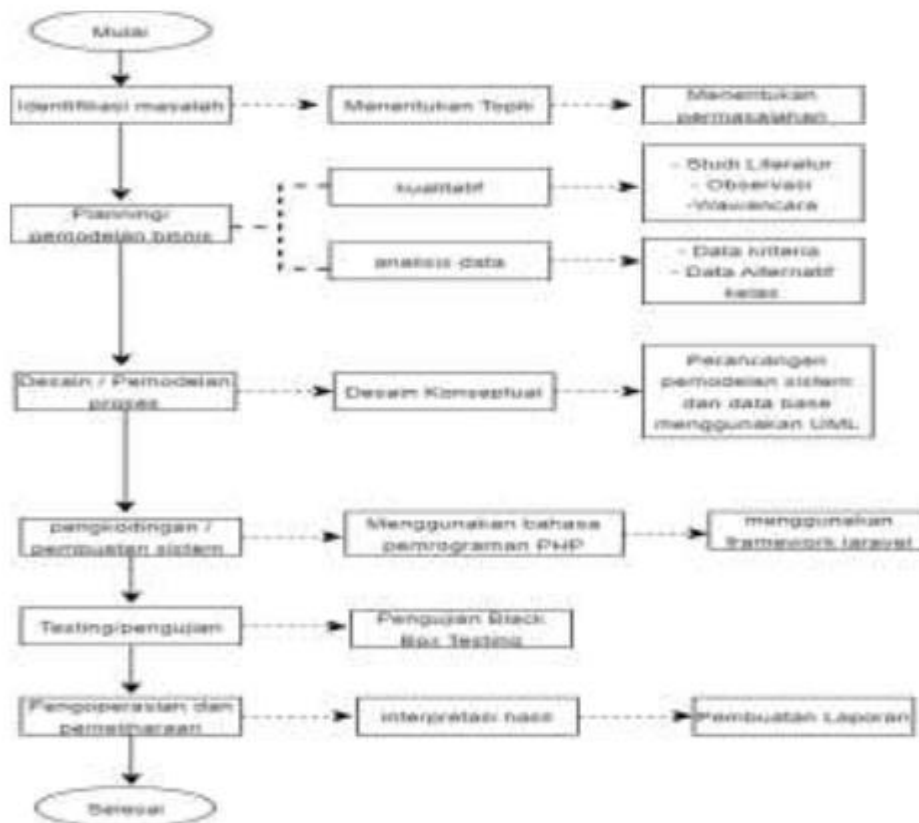 Mulai
Identifikasi masalah
Menentukan Topik
Menentukan
permasalahan
Planning/
pemodelan bisnis
kualitatif
- Studi Literatur
- Observasi
-Wawancara
analisis data
- Data kriteria
- Data Alternatif
kelas
Desain / Pemodelan
proses
Desain Konseptual
Perancangan
pemodelan sistem
dan data base
menggunakan UML
pengkodingan /
pembuatan sistem
Menggunakan bahasa
pemrograman PHP
menggunakan
framework laravel
Testing/pengujian
Pengujian Black
Box Testing
Pengoperasian dan
pemeliharaan
interpretasi hasil
Pembuatan Laporan
Selesai